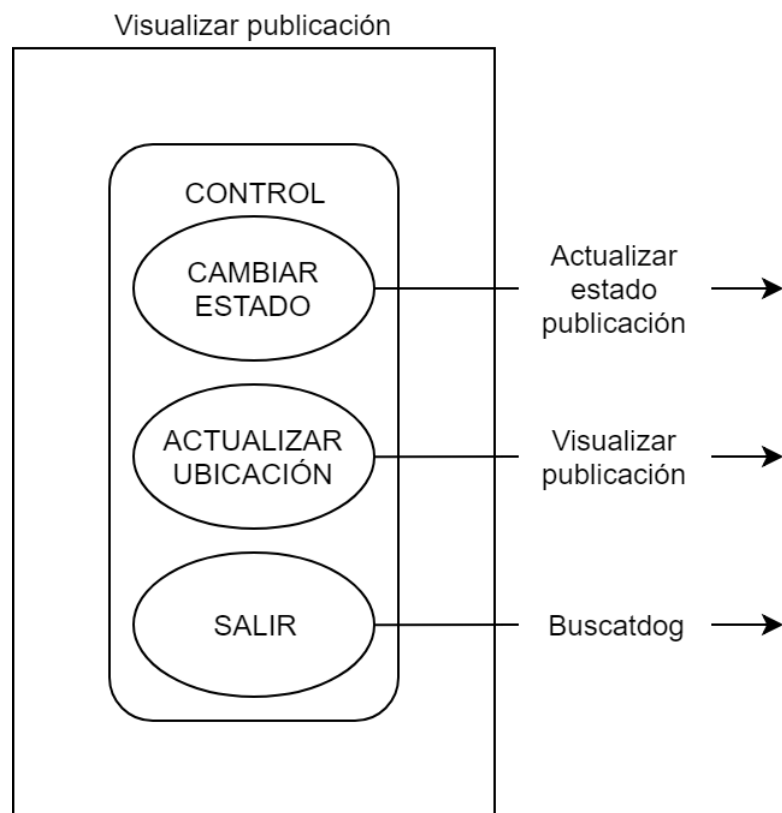 Visualizar publicación
CONTROL
CAMBIAR
ESTADO
Actualizar
estado
publicación
ACTUALIZAR
UBICACIÓN
Visualizar
publicación
SALIR
Buscatdog